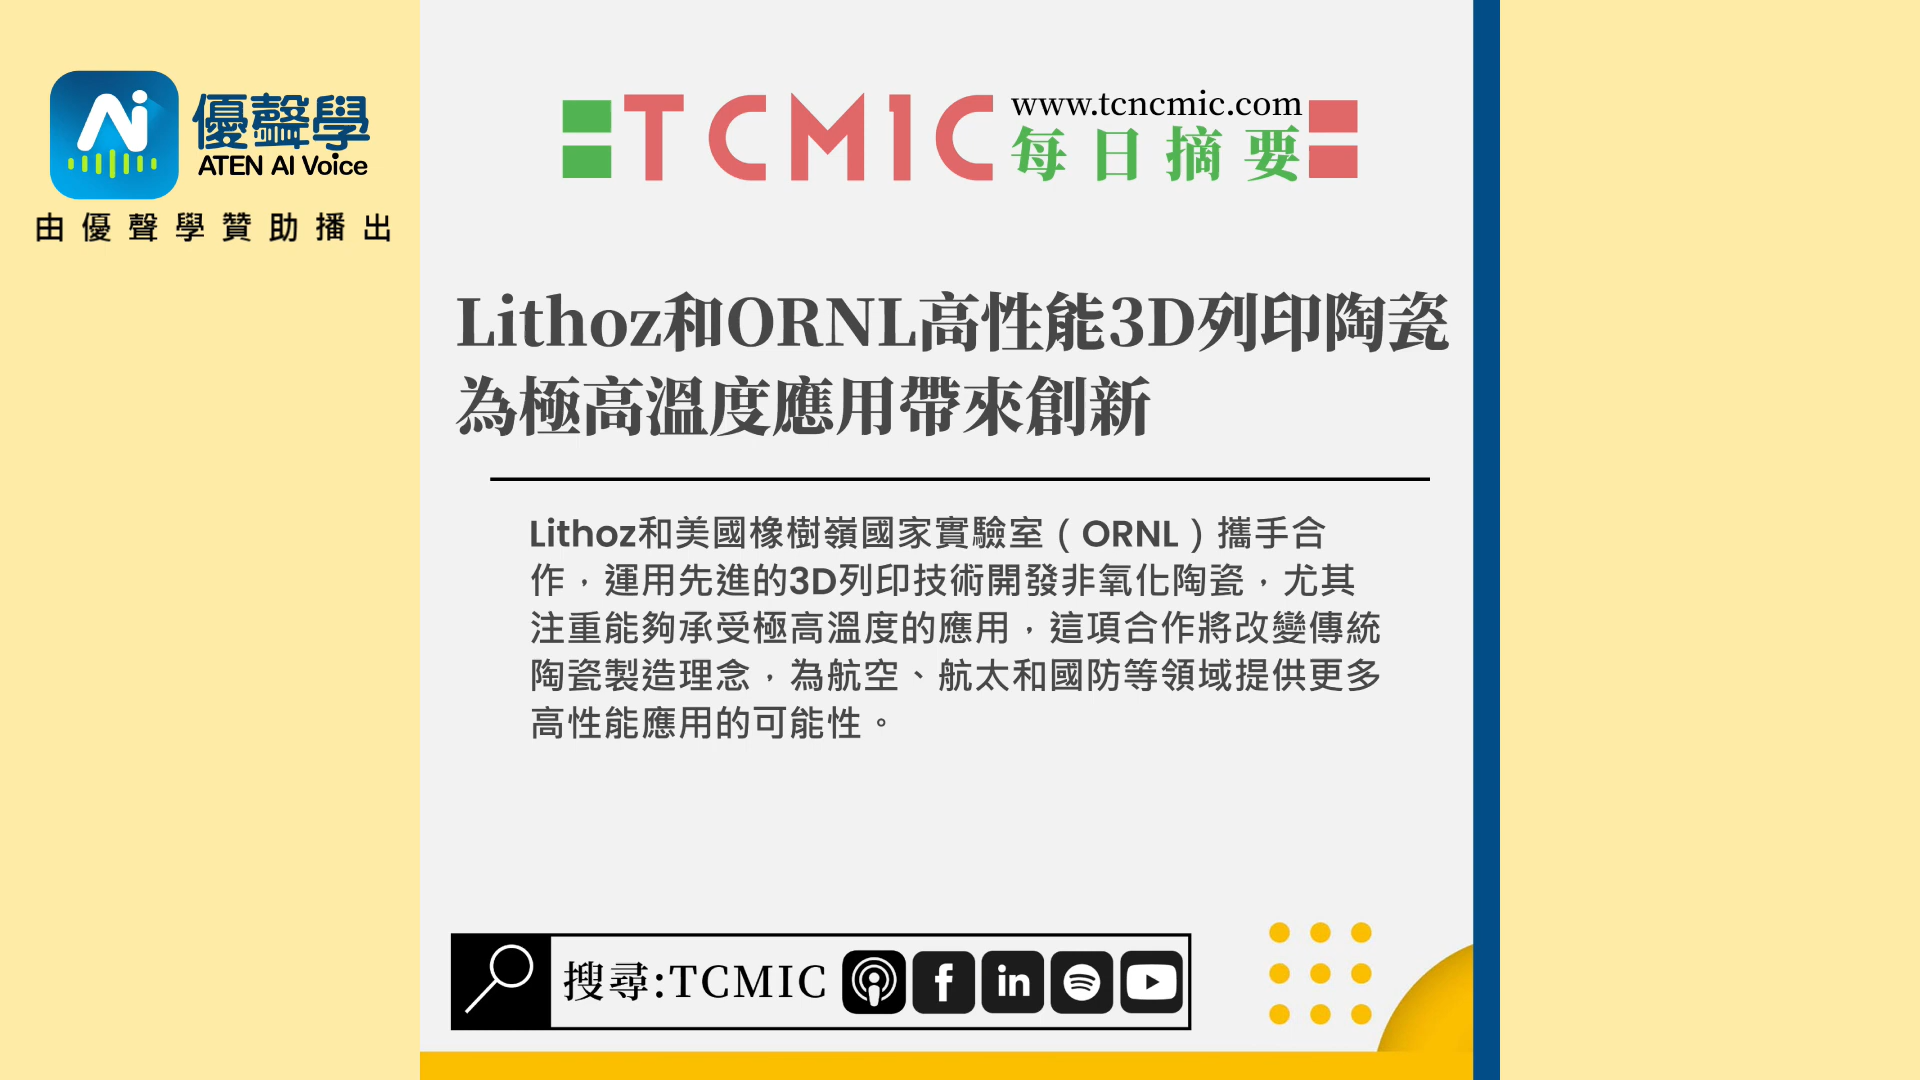 Ai 優聲學
ATEN AI Voice
由優聲學贊助播出
TCMIC www.tcncmic.com
每日摘要
Lithoz和ORNL高性能3D列印陶瓷
為極高溫度應用帶來創新
Lithoz和美國橡樹嶺國家實驗室（ORNL）攜手合
作，運用先進的3D列印技術開發非氧化陶瓷，尤其
注重能夠承受極高溫度的應用，這項合作將改變傳統
陶瓷製造理念，為航空、航太和國防等領域提供更多
高性能應用的可能性。
搜尋:TCMIC f in